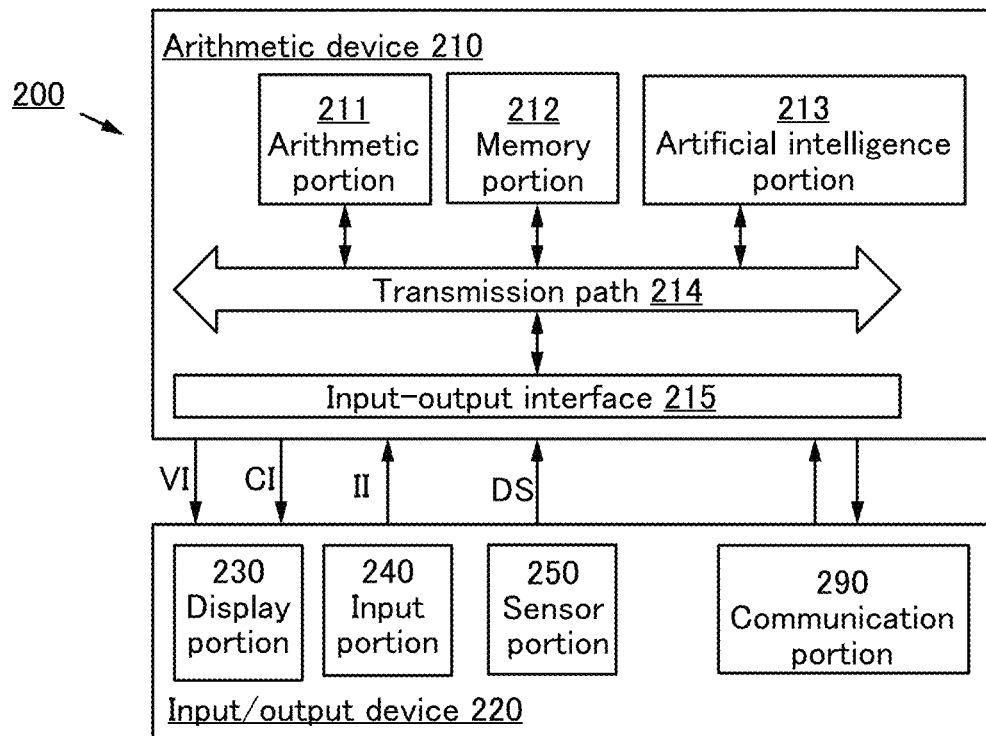 Arithmetic device 210
200
211
Arithmetic
portion
212
Memory
portion
213
Artificial intelligence
portion
Transmission path 214
Input-output interface 215
VI
CI
II
DS
230
Display
portion
240
Input
portion
250
Sensor
portion
290
Communication
portion
Input/output device 220